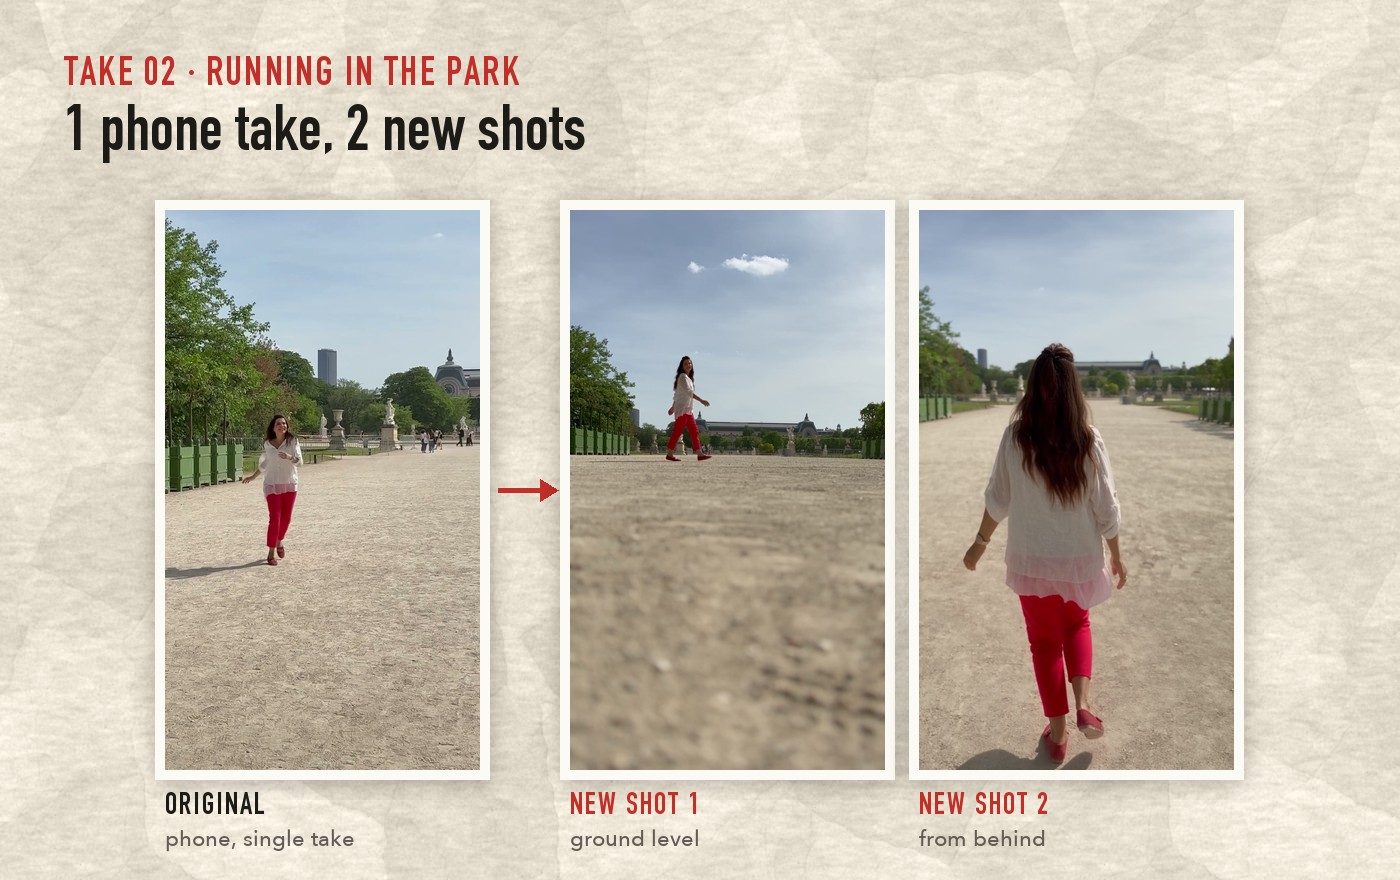 TAKE 02 · RUNNING IN THE PARK
1 phone take, 2 new shots
ORIGINAL
phone, single take
NEW SHOT 1
ground level
NEW SHOT 2
from behind